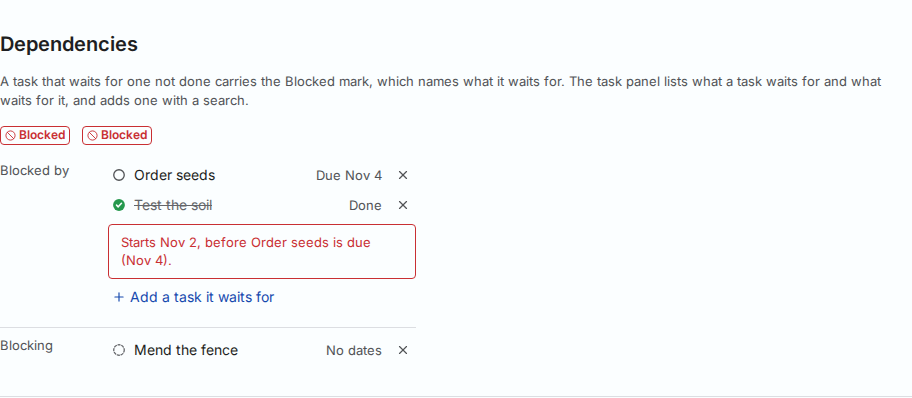 Dependencies
A task that waits for one not done carries the Blocked mark, which names what it waits for. The task panel lists what a task waits for and what
waits for it, and adds one with a search.
Blocked Blocked
Blocked by
Order seeds Due Nov 4
Test the soil Done
Starts Nov 2, before Order seeds is due
(Nov 4).
+ Add a task it waits for
Blocking
Mend the fence No dates